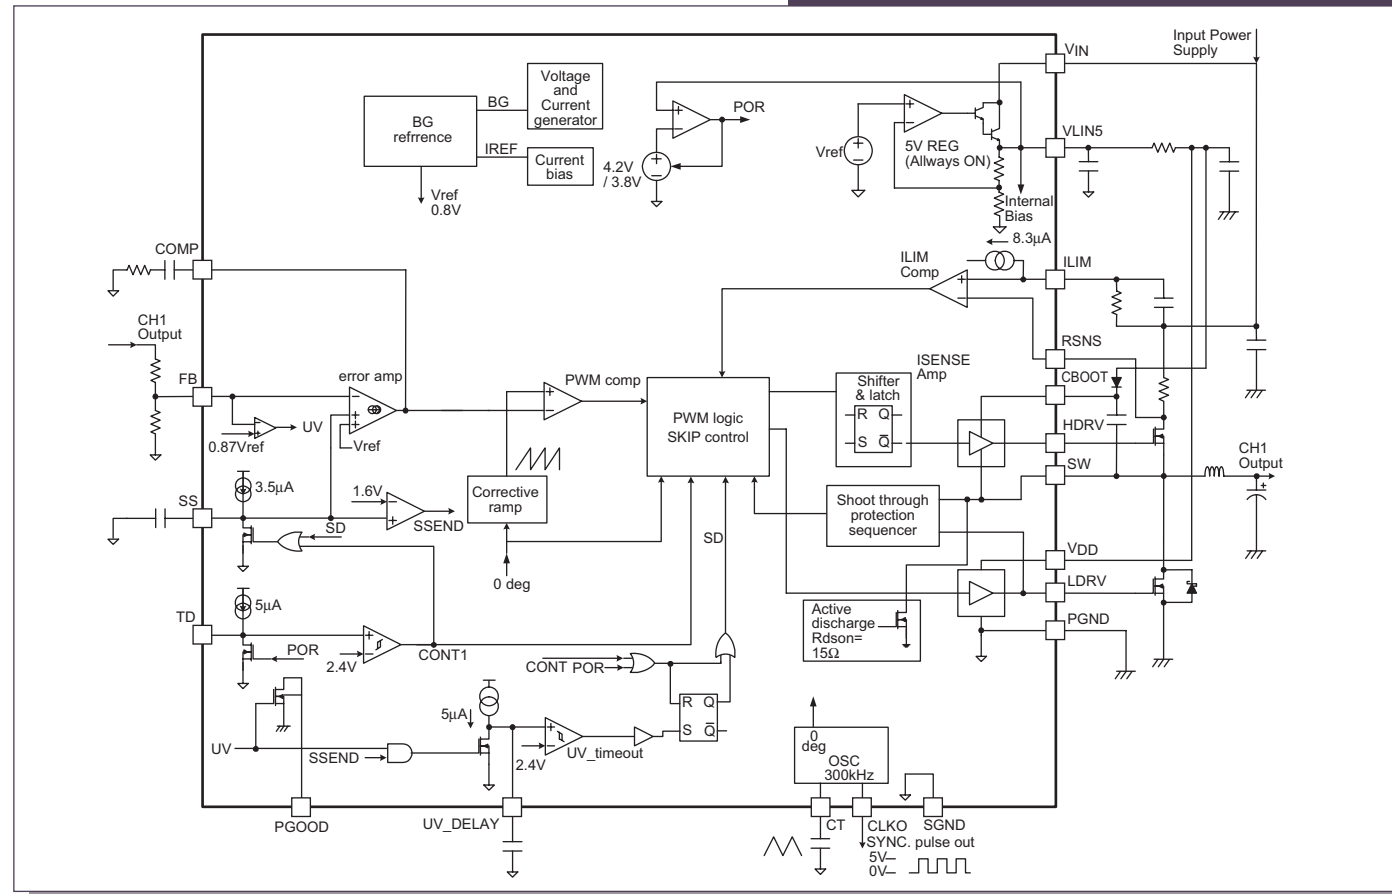 Input Power
Supply
VIN
Voltage
and
Current
generator
BG
BG
refrrence
IREF
Current
bias
Vref
0.8V
POR
4.2V
/ 3.8V
Vref
5V REG
(Allways ON)
VLIN5
Internal
Bias
8.3µA
COMP
ILIM
Comp
ILIM
CH1
Output
RSNS
FB
error amp
PWM comp
ISENSE
Amp
CBOOT
Shifter
& latch
R Q
S Q
PWM logic
SKIP control
HDRV
UV
0.87Vref
Vref
SW
CH1
Output
3.5µA
1.6V
Corrective
ramp
SS
SD
SSEND
Shoot through
protection
sequencer
SD
0 deg
VDD
LDRV
5µA
TD
Active
discharge
Rdson=
15Ω
PGND
POR
2.4V
CONT1
CONT POR
R Q
S Q
5µA
UV
SSEND
2.4V
UV_timeout
0
deg
OSC
300kHz
PGOOD
UV_DELAY
CT
CLKO
SGND
SYNC. pulse out
5V
0V